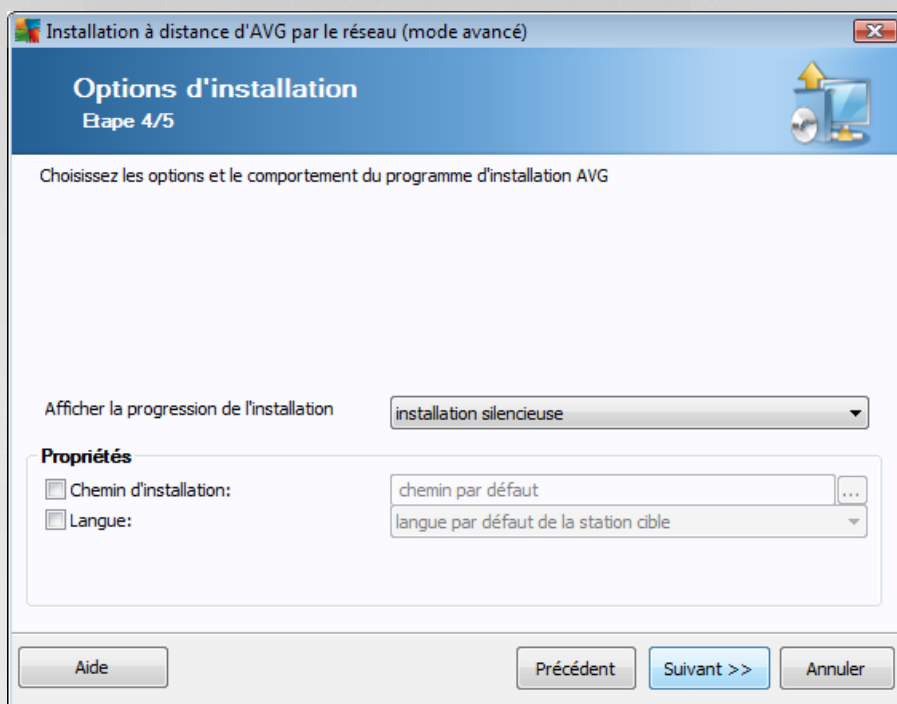 Installation à distance d'AVG par le réseau (mode avancé)
Options d'installation
Etape 4/5
Choisissez les options et le comportement du programme d'installation AVG
Afficher la progression de l'installation
installation silencieuse
Propriétés
Chemin d'installation:
chemin par défaut
...
Langue:
langue par défaut de la station cible
Aide
Précédent
Suivant >>
Annuler